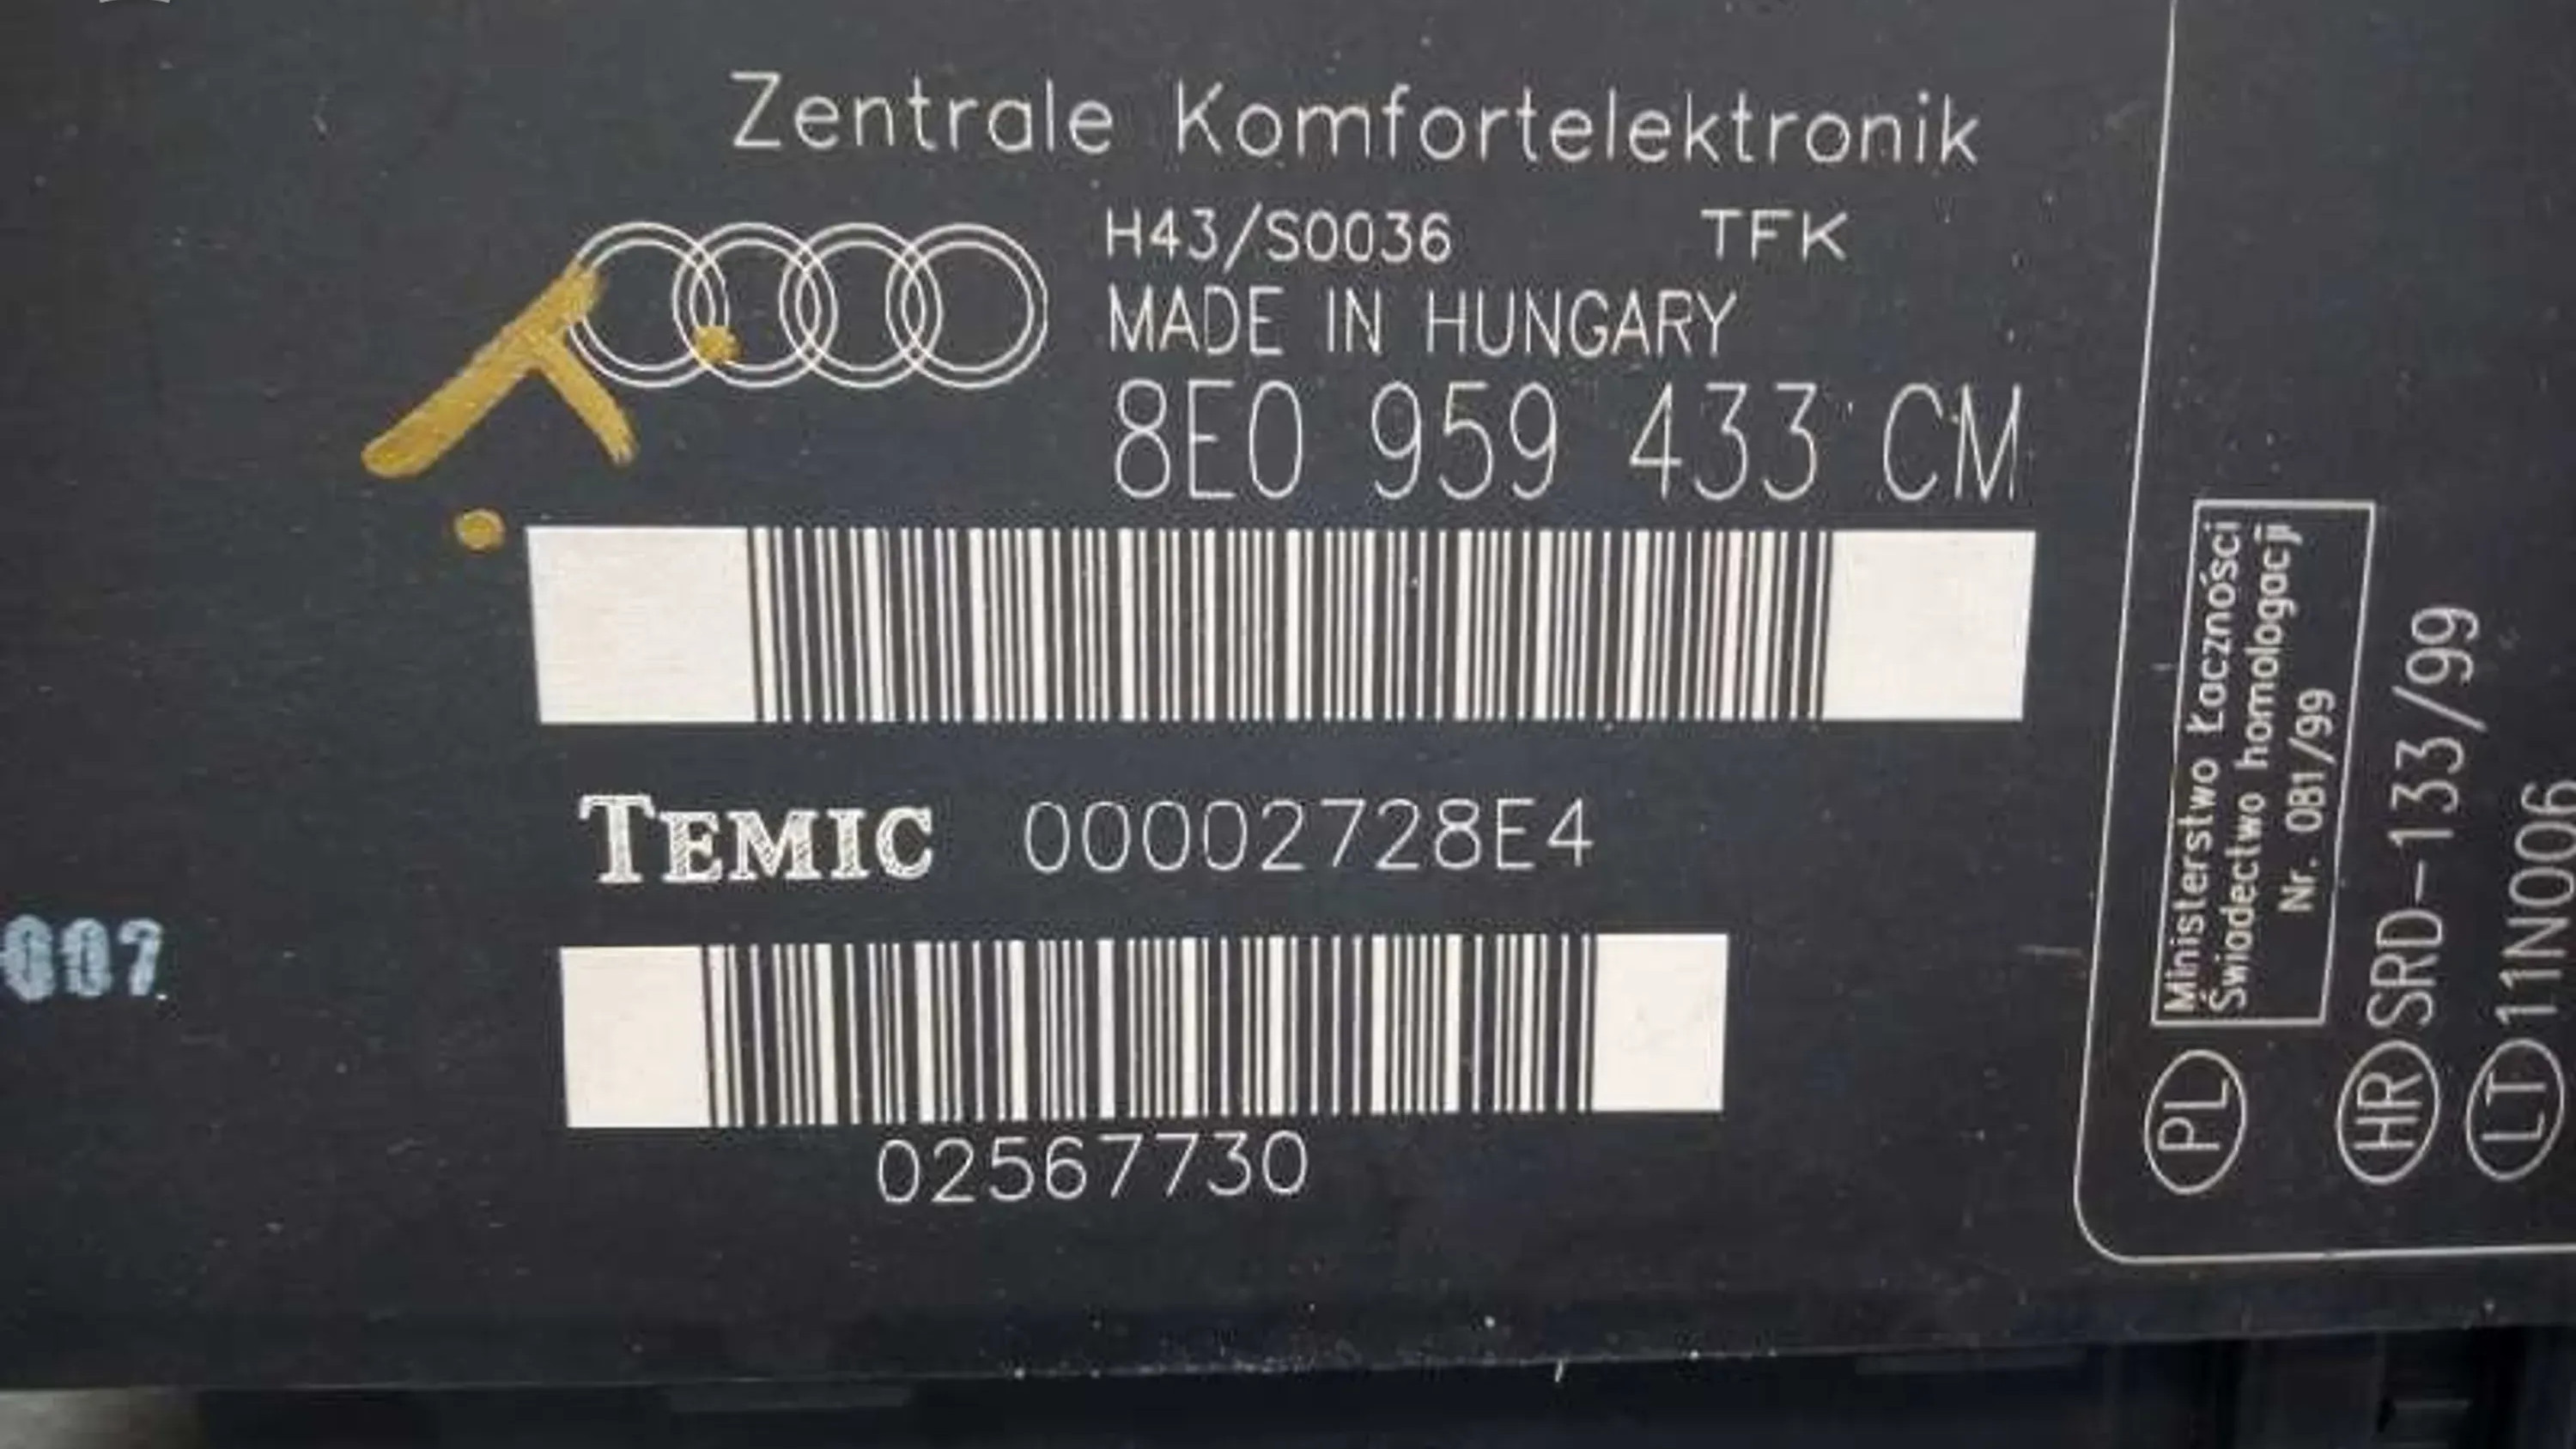 Zentrale Komfortelektronik
H43/S0036 TFK
MADE IN HUNGARY
8E0 959 433 CM
TEMIC 00002728E4
02567730
007
PL
Ministerstwo Łączności
Świadectwo homologacji
Nr. 081/99
HR SRD-133/99
LT 11N006